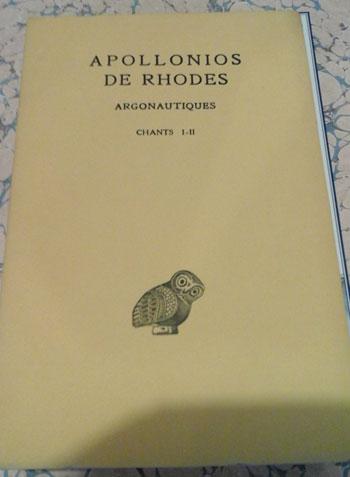 APOLLONIOS
DE RHODES
ARGONAUTIQUES
CHANTS I-II